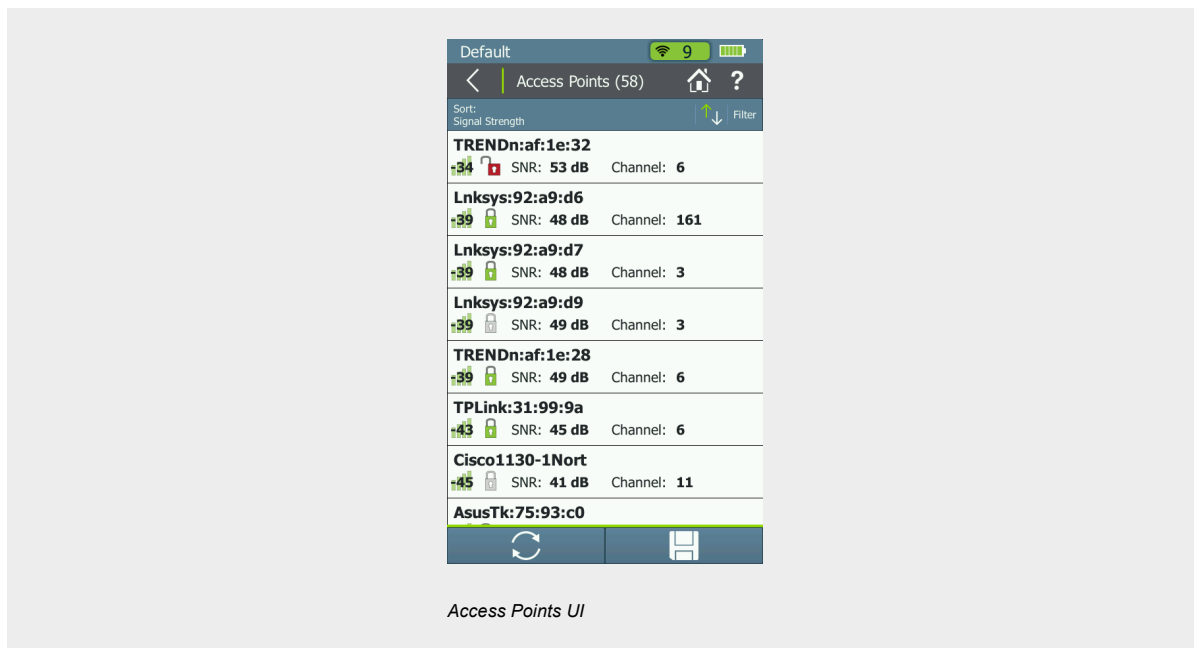 Default
9
Access Points (58)
?
Sort:
Signal Strength
Filter
TRENDn:af:1e:32
-34 SNR: 53 dB Channel: 6
Lnksys:92:a9:d6
-39 SNR: 48 dB Channel: 161
Lnksys:92:a9:d7
-39 SNR: 48 dB Channel: 3
Lnksys:92:a9:d9
-39 SNR: 49 dB Channel: 3
TRENDn:af:1e:28
-39 SNR: 49 dB Channel: 6
TPLink:31:99:9a
-43 SNR: 45 dB Channel: 6
Cisco1130-1Nort
-45 SNR: 41 dB Channel: 11
AsusTk:75:93:c0
Access Points UI